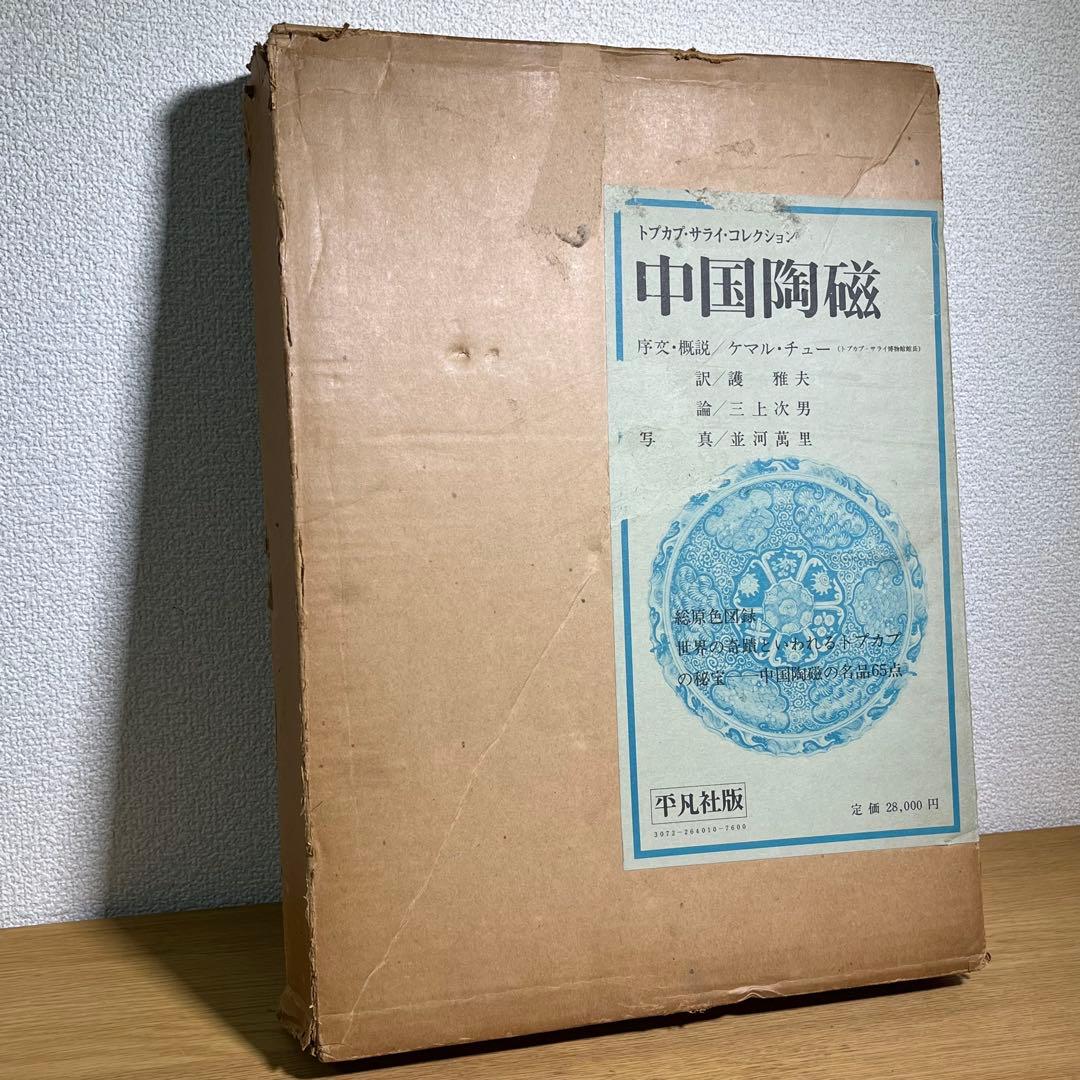 トプカプ・サライ・コレクション
中国陶磁
序文・概説／ケマル・チュー（トプカプ-サライ博物館館長）
訳／護 雅夫
論／三上次男
写 真／並河萬里
総原色図録
世界の奇蹟といわれるトプカプ
の秘宝——中国陶磁の名品65点
平凡社版
3072-264010-7600
定価 28,000 円